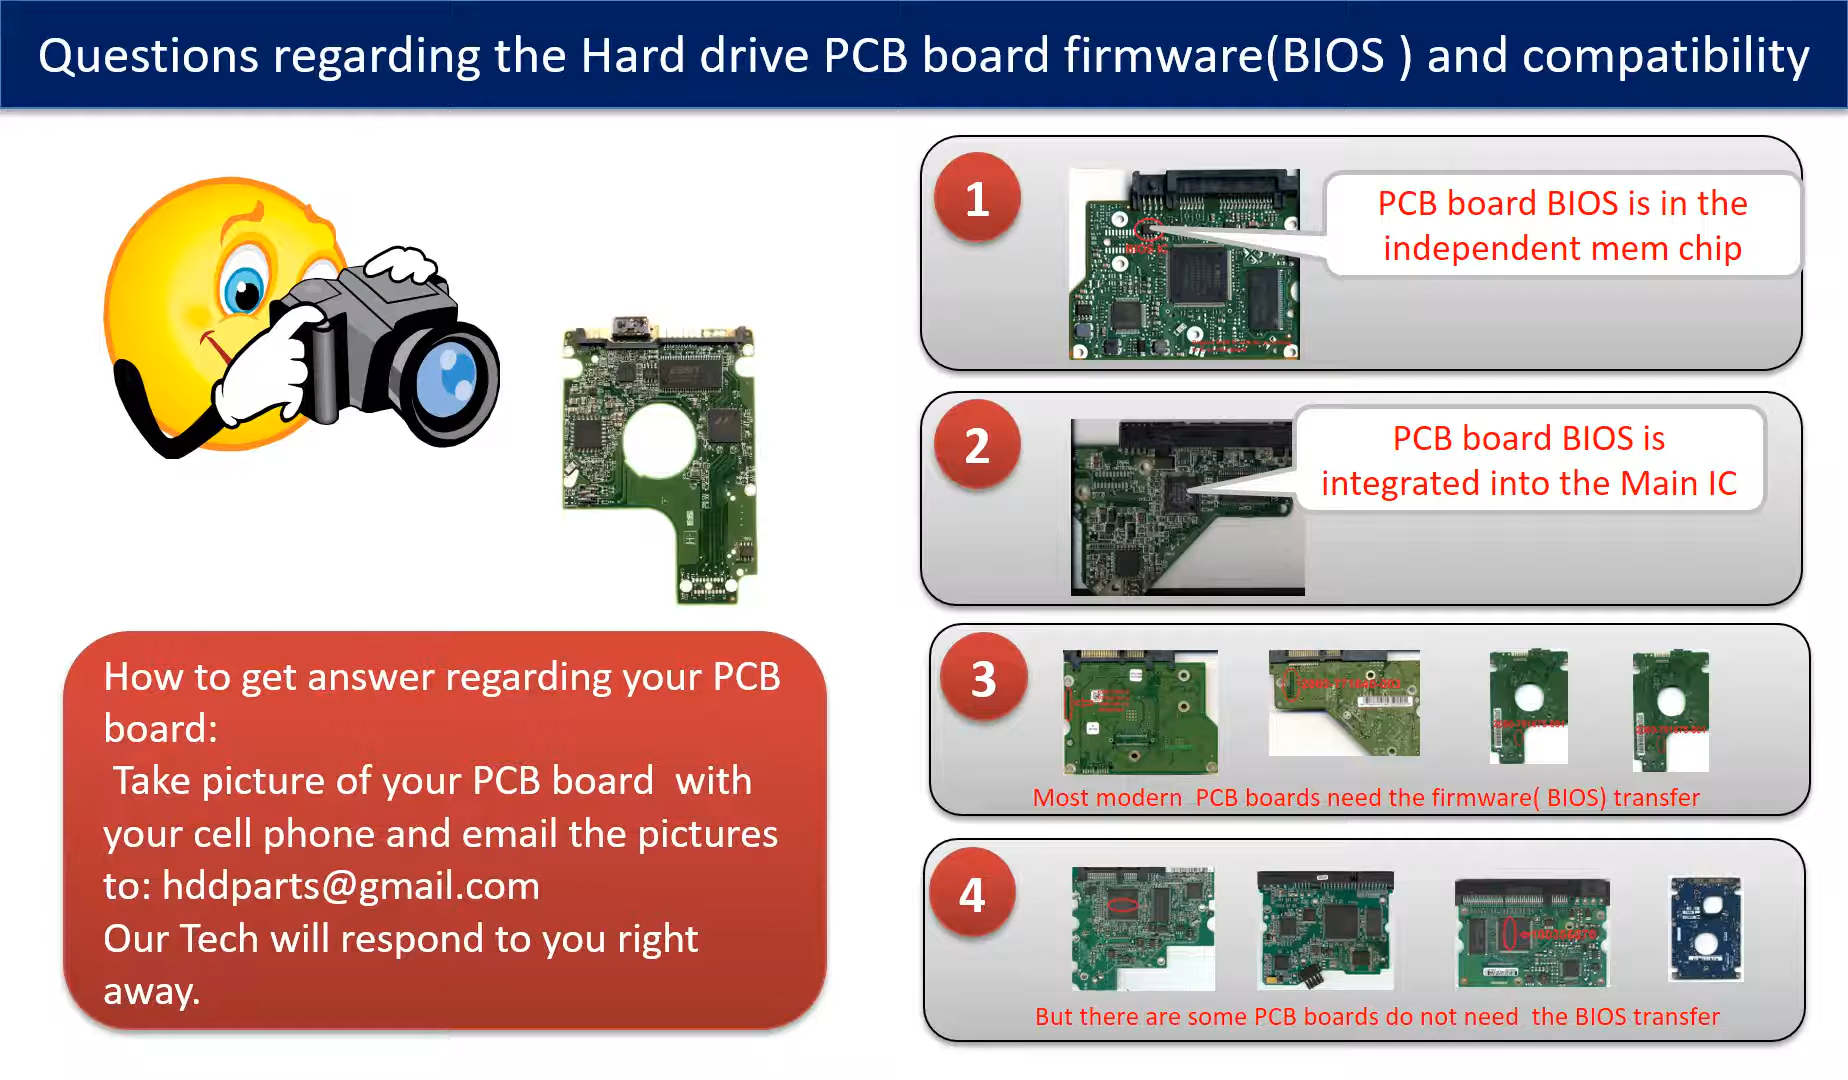 Questions regarding the Hard drive PCB board firmware(BIOS ) and compatibility
1
PCB board BIOS is in the
independent mem chip
2
PCB board BIOS is
integrated into the Main IC
3
Most modern PCB boards need the firmware( BIOS) transfer
4
But there are some PCB boards do not need the BIOS transfer
How to get answer regarding your PCB
board:
Take picture of your PCB board with
your cell phone and email the pictures
to: hddparts@gmail.com
Our Tech will respond to you right
away.